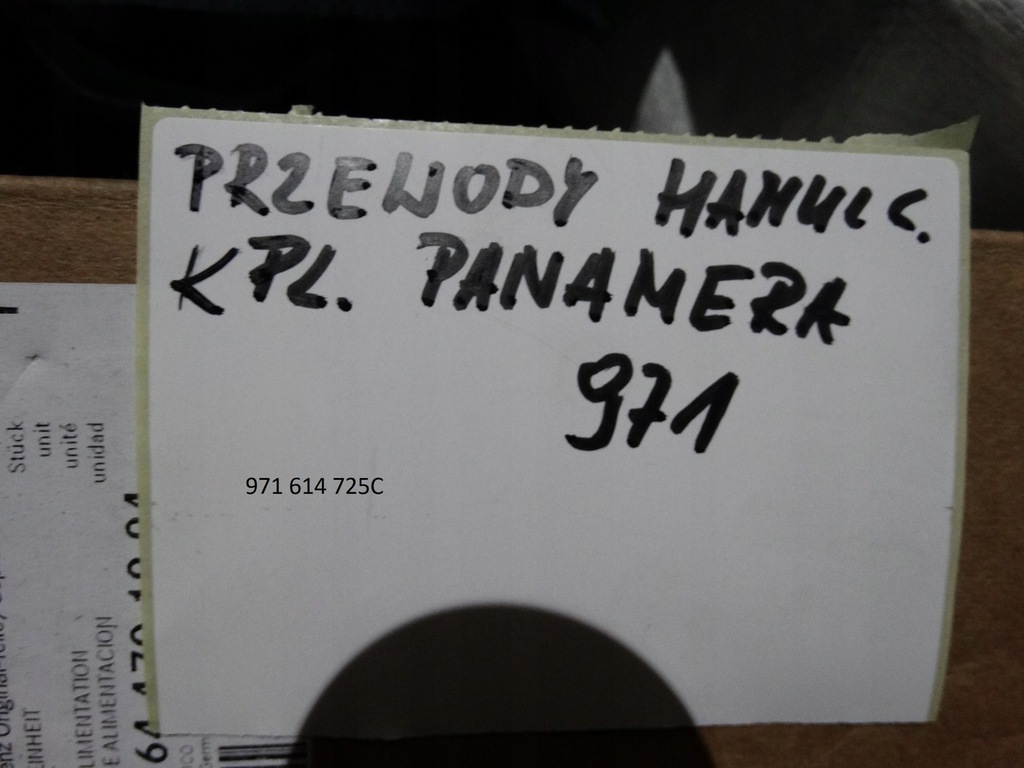 PRZEWODY HAMULC.
KPL. PANAMERA
971
971 614 725C
Stück
unit
unité
unidad
EINHEIT
ALIMENTATION
E ALIMENTACION